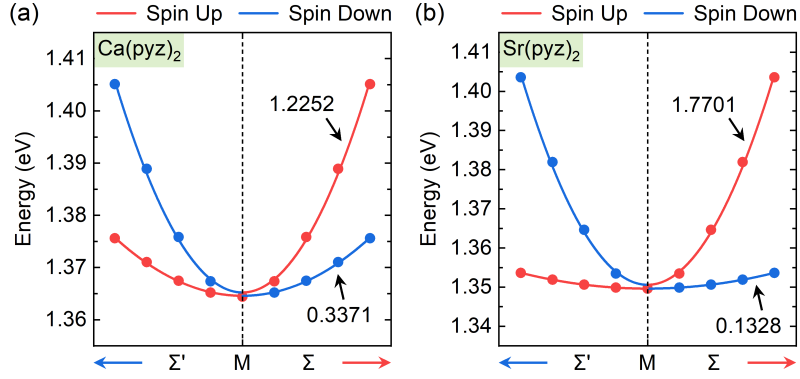 (a)
Spin Up
Spin Down
Ca(pyz)2
Energy (eV)
1.41
1.40
1.39
1.38
1.37
1.36
1.2252
0.3371
Σ'
M
Σ
(b)
Spin Up
Spin Down
Sr(pyz)2
Energy (eV)
1.41
1.40
1.39
1.38
1.37
1.36
1.35
1.34
1.7701
0.1328
Σ'
M
Σ